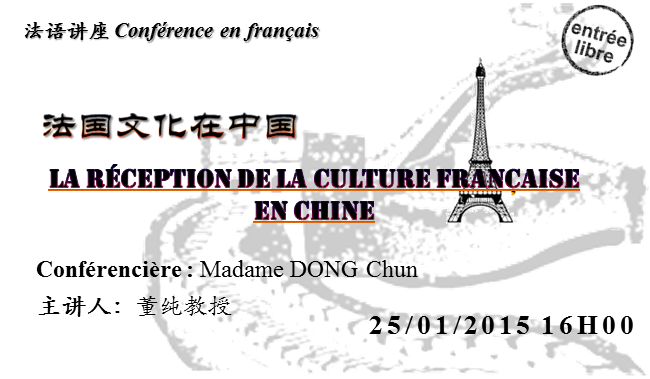 法语讲座 Conférence en français
entrée
libre
法国文化在中国
LA RÉCEPTION DE LA CULTURE FRANÇAISE
EN CHINE
Conférencière : Madame DONG Chun
主讲人：董纯教授
25/01/2015 16H00